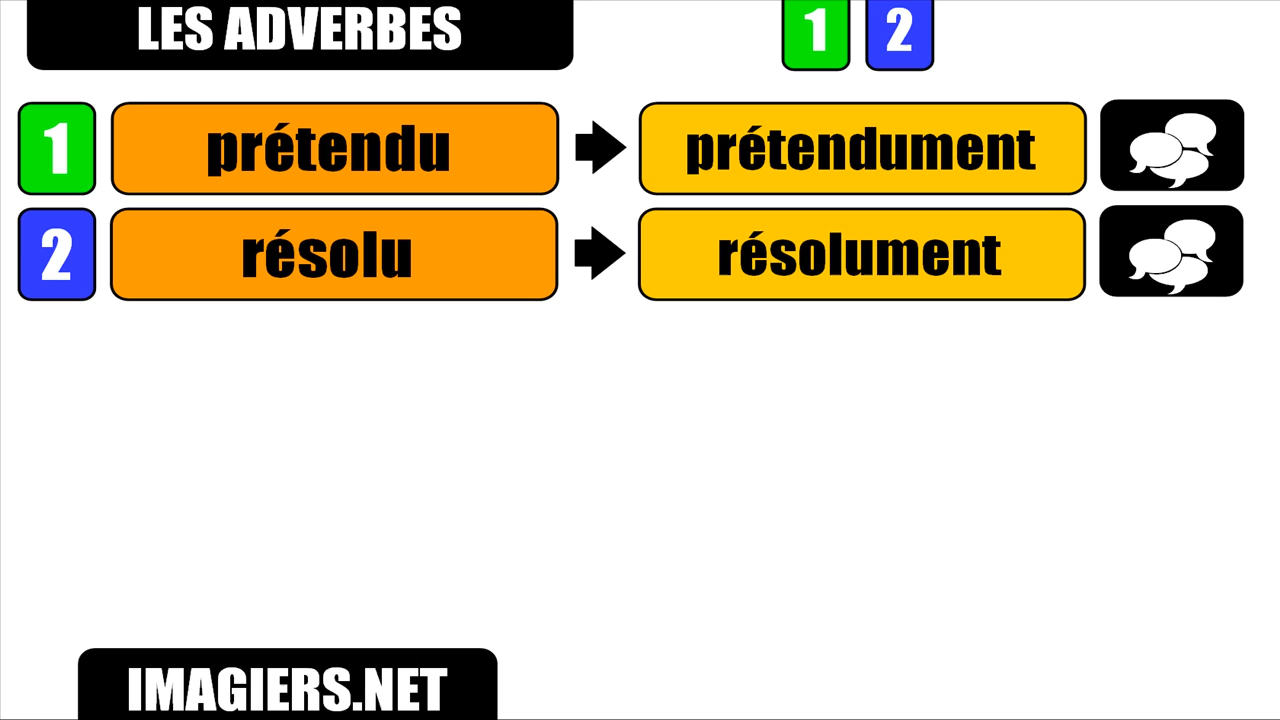 LES ADVERBES 1 2
1 prétendu prétendument
2 résolu résolument
IMAGIERS.NET